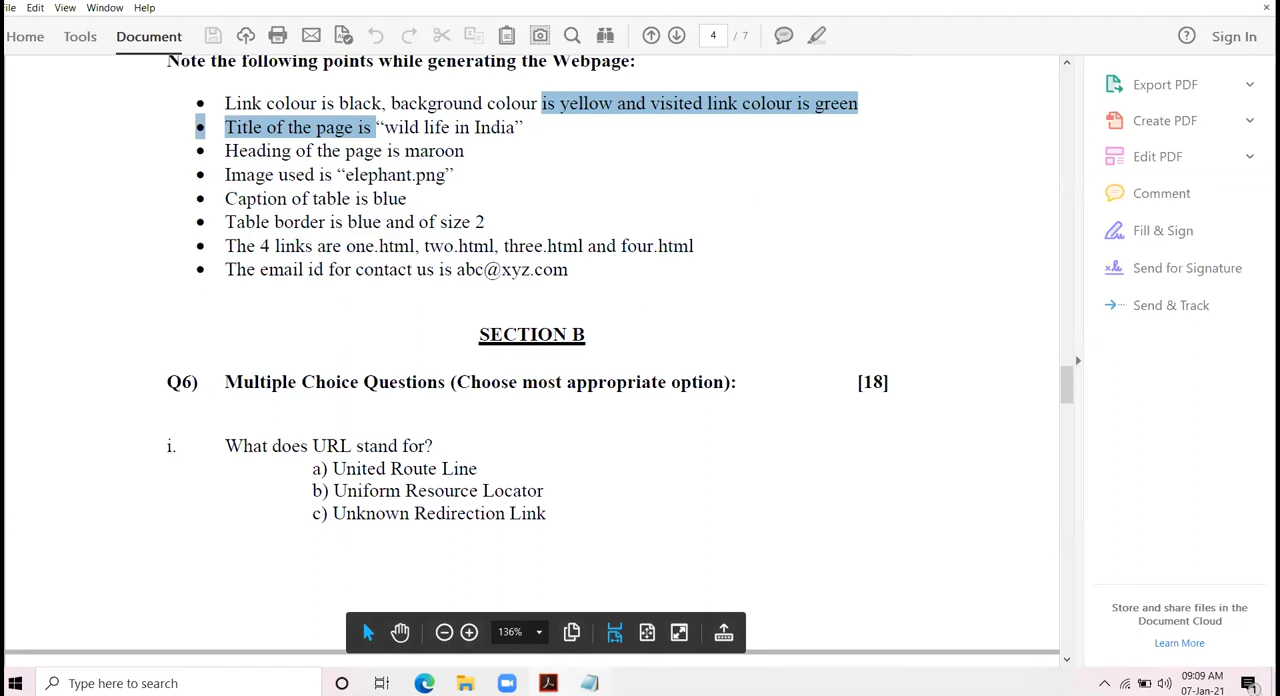 ile Edit View Window Help
Home Tools Document 4 / 7 Sign In
Note the following points while generating the Webpage:
• Link colour is black, background colour is yellow and visited link colour is green
• Title of the page is “wild life in India”
• Heading of the page is maroon
• Image used is “elephant.png”
• Caption of table is blue
• Table border is blue and of size 2
• The 4 links are one.html, two.html, three.html and four.html
• The email id for contact us is abc@xyz.com
SECTION B
Q6) Multiple Choice Questions (Choose most appropriate option): [18]
i. What does URL stand for?
a) United Route Line
b) Uniform Resource Locator
c) Unknown Redirection Link
136%
Export PDF
Create PDF
Edit PDF
Comment
Fill & Sign
Send for Signature
Send & Track
Store and share files in the
Document Cloud
Learn More
Type here to search
09:09 AM
07-Jan-21
1